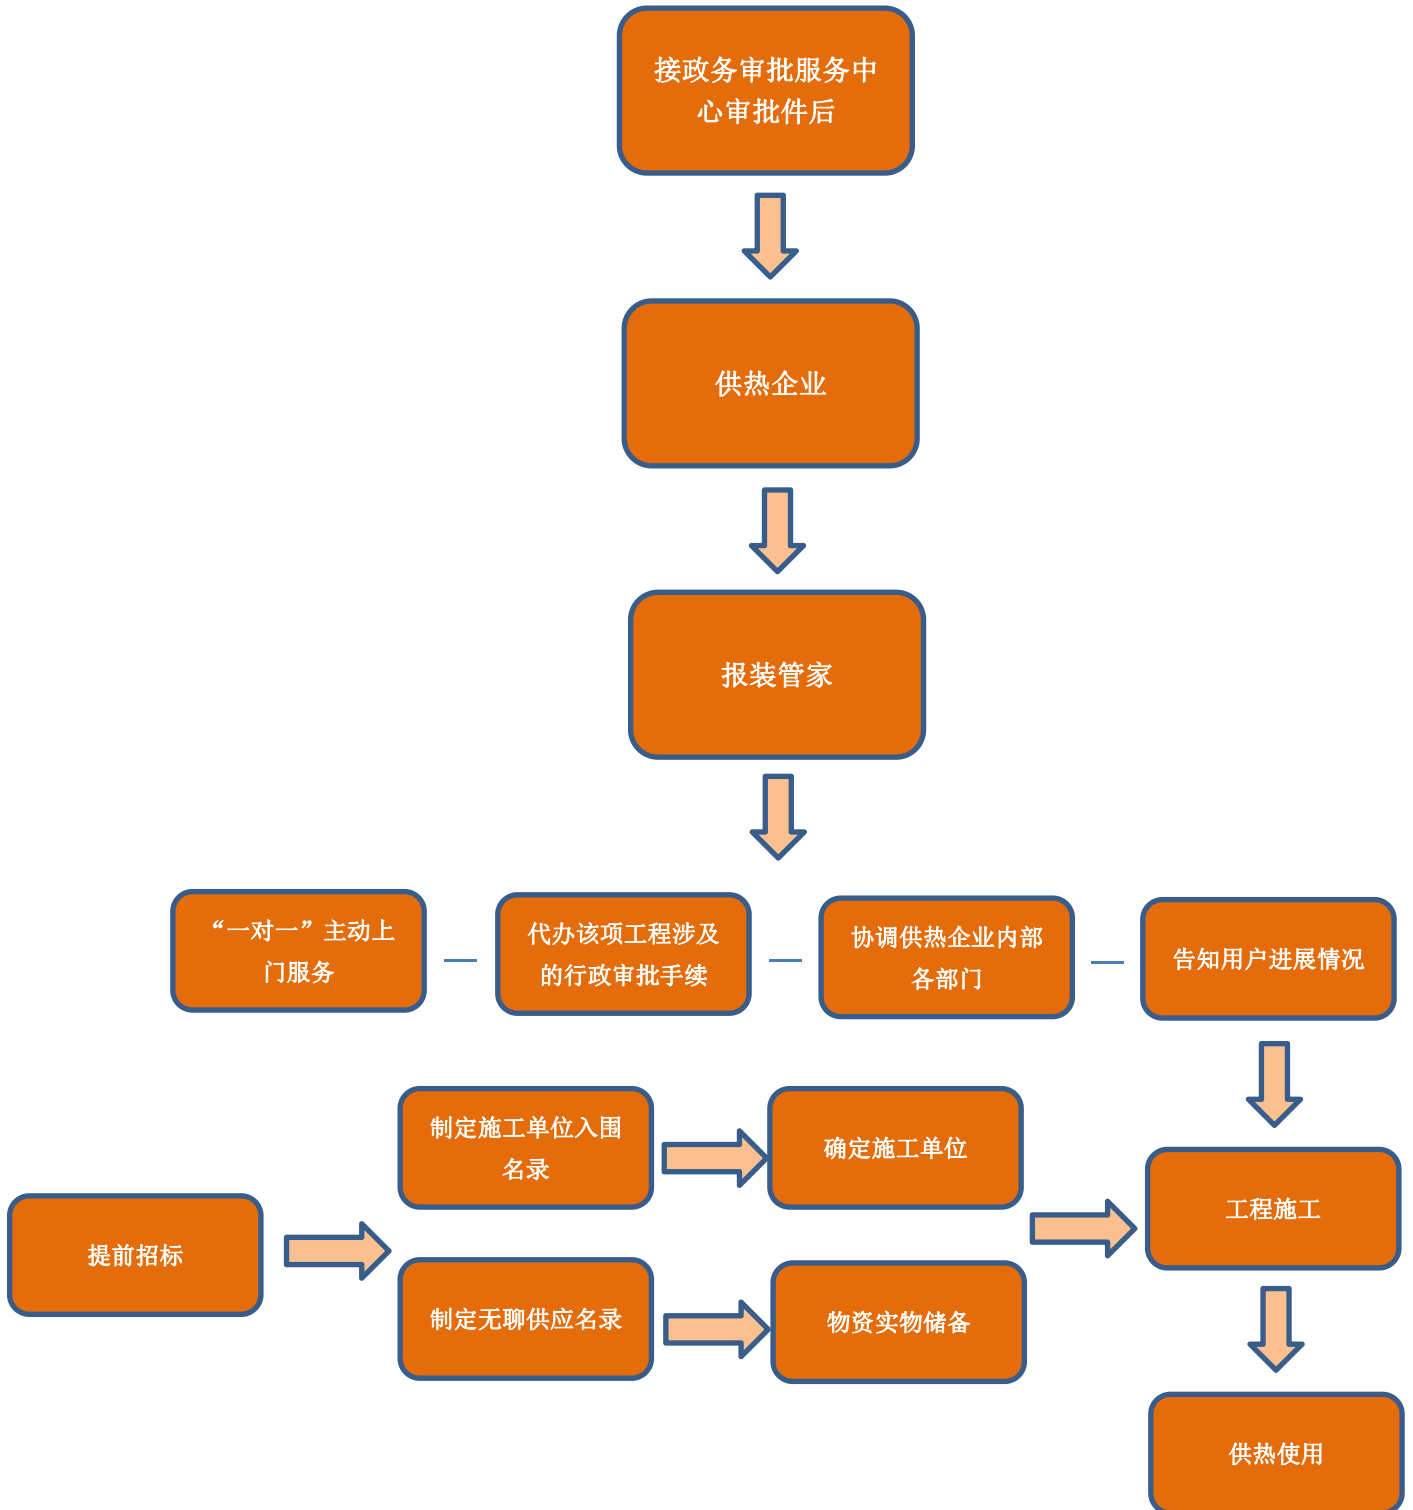 接政务审批服务中
心审批件后
供热企业
报装管家
“一对一”主动上
门服务
代办该项工程涉及
的行政审批手续
协调供热企业内部
各部门
告知用户进展情况
制定施工单位入围
名录
确定施工单位
工程施工
提前招标
制定无聊供应名录
物资实物储备
供热使用